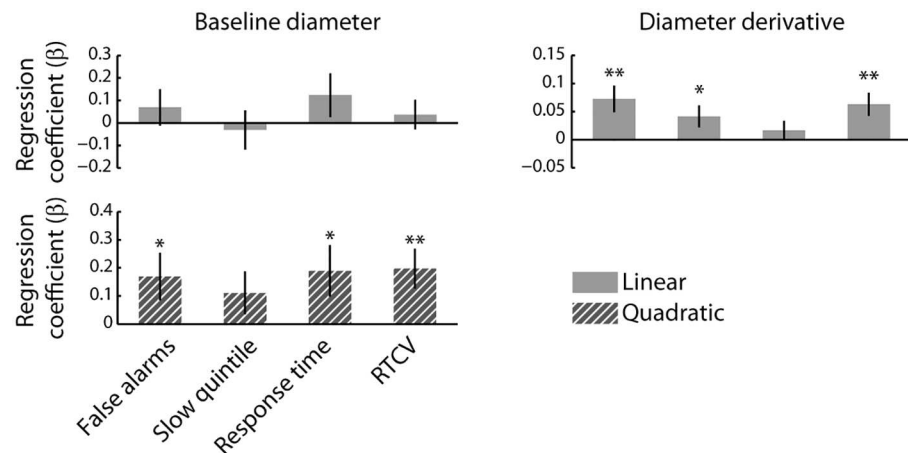 Baseline diameter
Diameter derivative
Regression
coefficient (β)
0.3
0.2
0.1
0
-0.1
-0.2
0.15
**
*
**
0.1
0.05
0
-0.05
Regression
coefficient (β)
0.4
0.3
0.2
0.1
0
*
*
**
Linear
Quadratic
False alarms
Slow quintile
Response time
RTCV